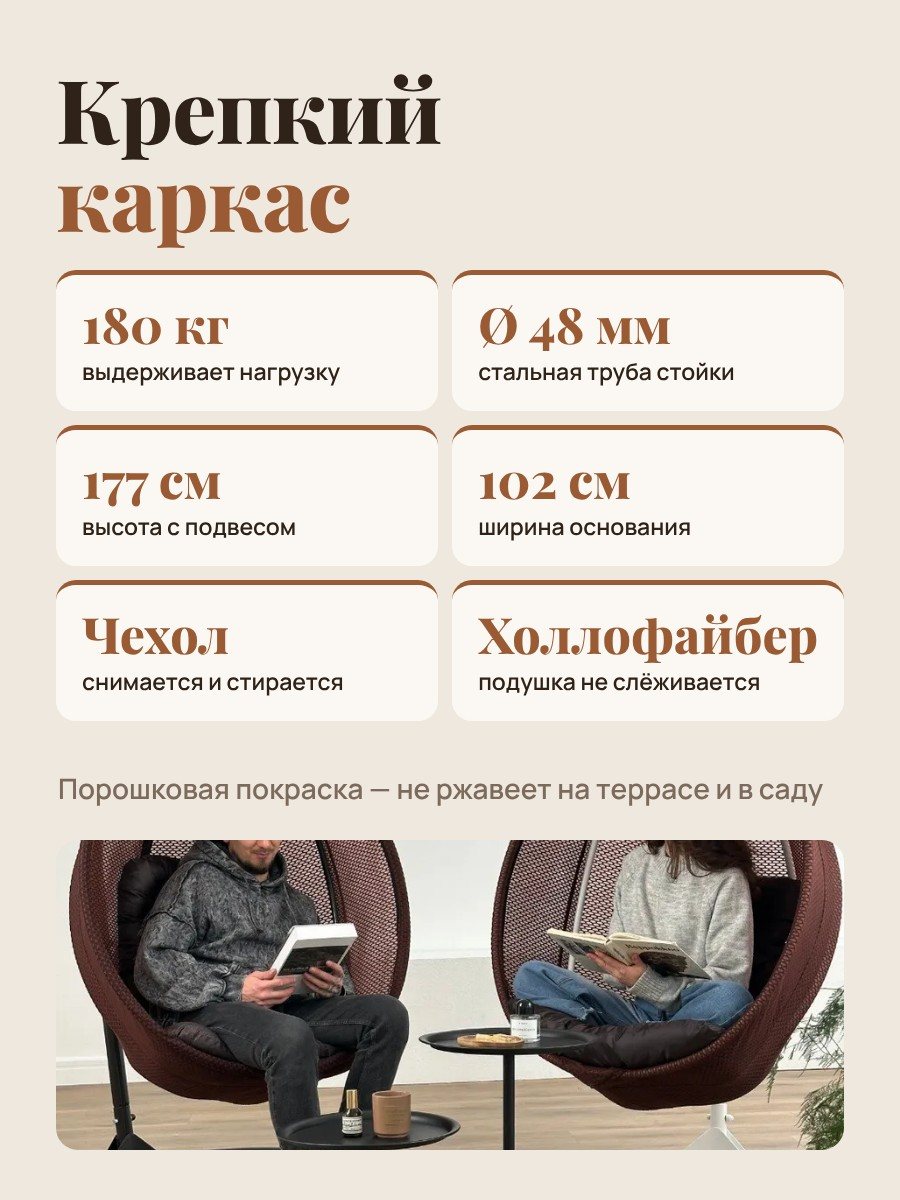 Крепкий
каркас
180 кг
выдерживает нагрузку
Ø 48 мм
стальная труба стойки
177 см
высота с подвесом
102 см
ширина основания
Чехол
снимается и стирается
Холлофайбер
подушка не слёживается
Порошковая покраска — не ржавеет на террасе и в саду